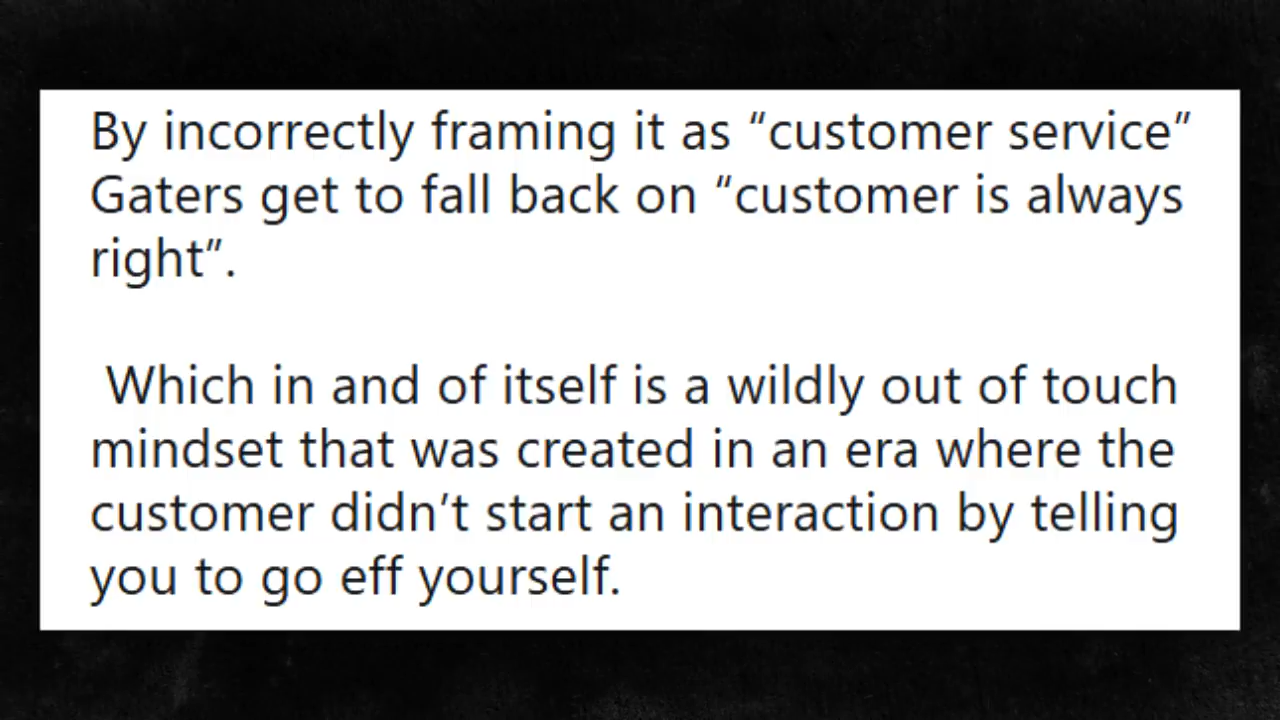 By incorrectly framing it as “customer service”
Gaters get to fall back on “customer is always
right”.
Which in and of itself is a wildly out of touch
mindset that was created in an era where the
customer didn’t start an interaction by telling
you to go eff yourself.